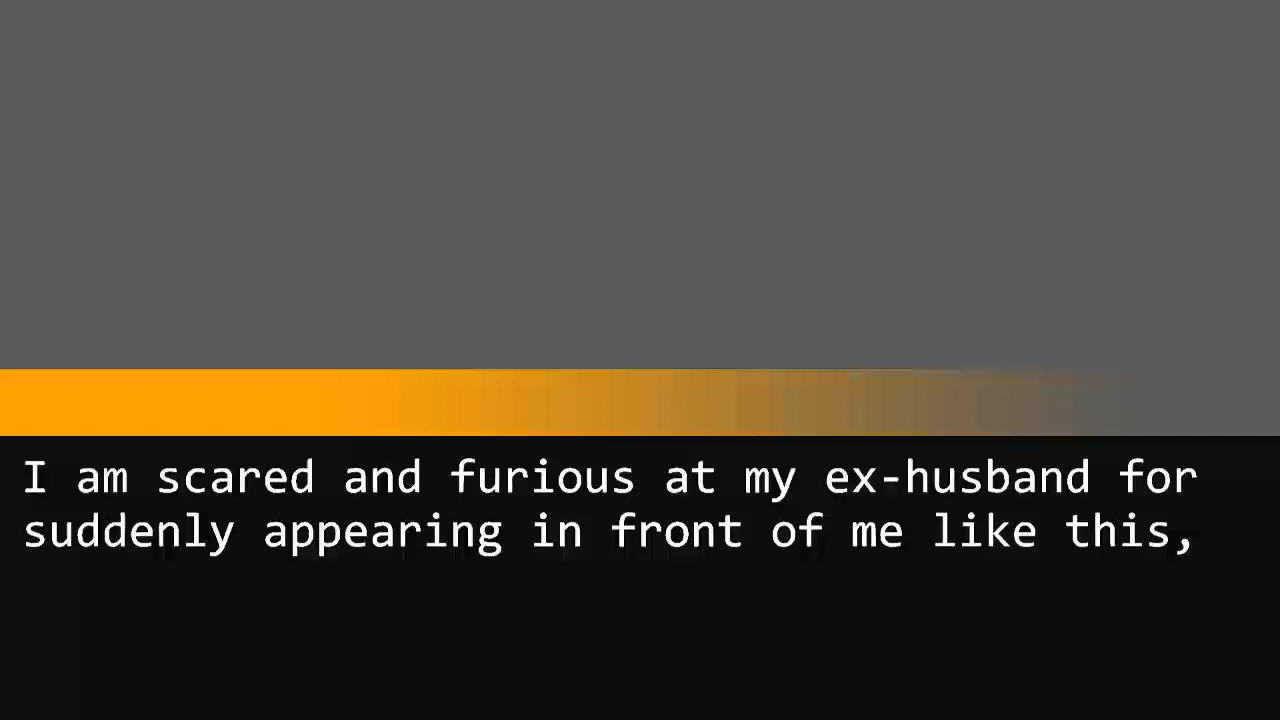 I am scared and furious at my ex-husband for
suddenly appearing in front of me like this,